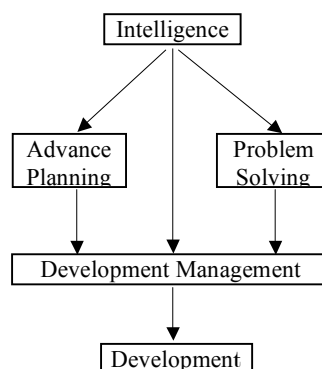 Intelligence
Advance
Planning
Problem
Solving
Development Management
Development